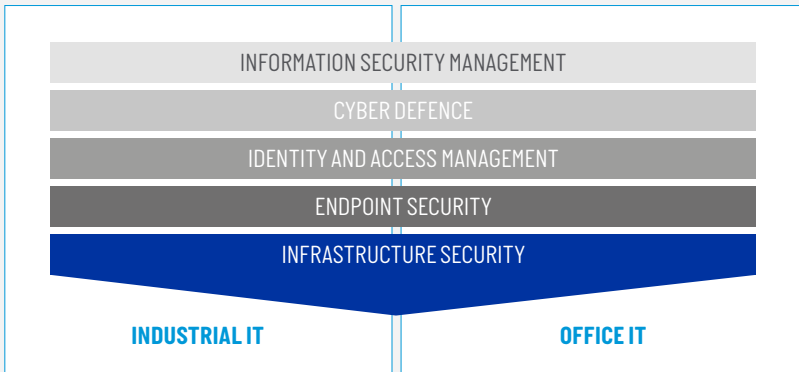 INFORMATION SECURITY MANAGEMENT
CYBER DEFENCE
IDENTITY AND ACCESS MANAGEMENT
ENDPOINT SECURITY
INFRASTRUCTURE SECURITY
INDUSTRIAL IT
OFFICE IT